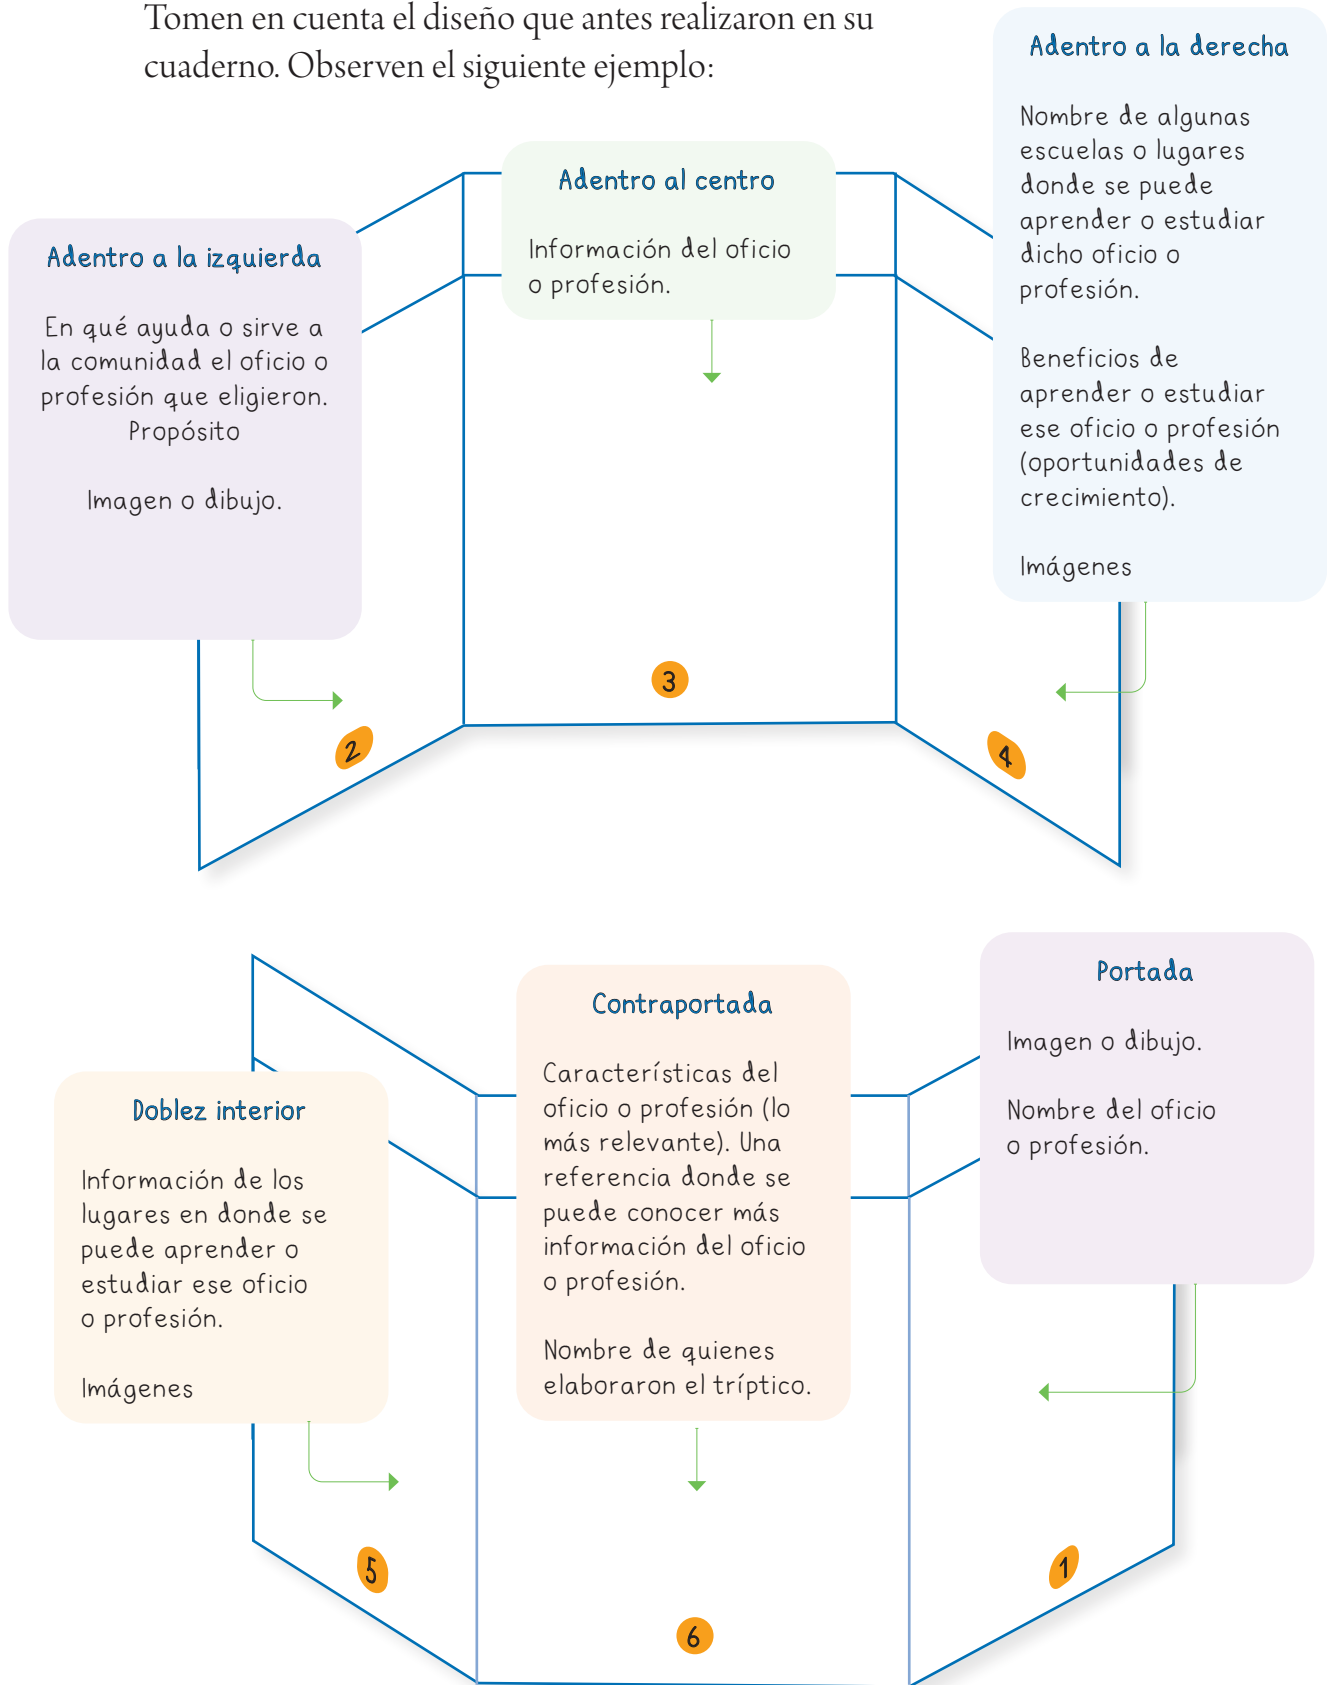 Tomen en cuenta el diseño que antes realizaron en su
cuaderno. Observen el siguiente ejemplo:
Adentro a la izquierda
En qué ayuda o sirve a
la comunidad el oficio o
profesión que eligieron.
Propósito
Imagen o dibujo.
2
Adentro al centro
Información del oficio
o profesión.
3
Adentro a la derecha
Nombre de algunas
escuelas o lugares
donde se puede
aprender o estudiar
dicho oficio o
profesión.
Beneficios de
aprender o estudiar
ese oficio o profesión
(oportunidades de
crecimiento).
Imágenes
4
Doblez interior
Información de los
lugares en donde se
puede aprender o
estudiar ese oficio
o profesión.
Imágenes
5
Contraportada
Características del
oficio o profesión (lo
más relevante). Una
referencia donde se
puede conocer más
información del oficio
o profesión.
Nombre de quienes
elaboraron el tríptico.
6
Portada
Imagen o dibujo.
Nombre del oficio
o profesión.
1